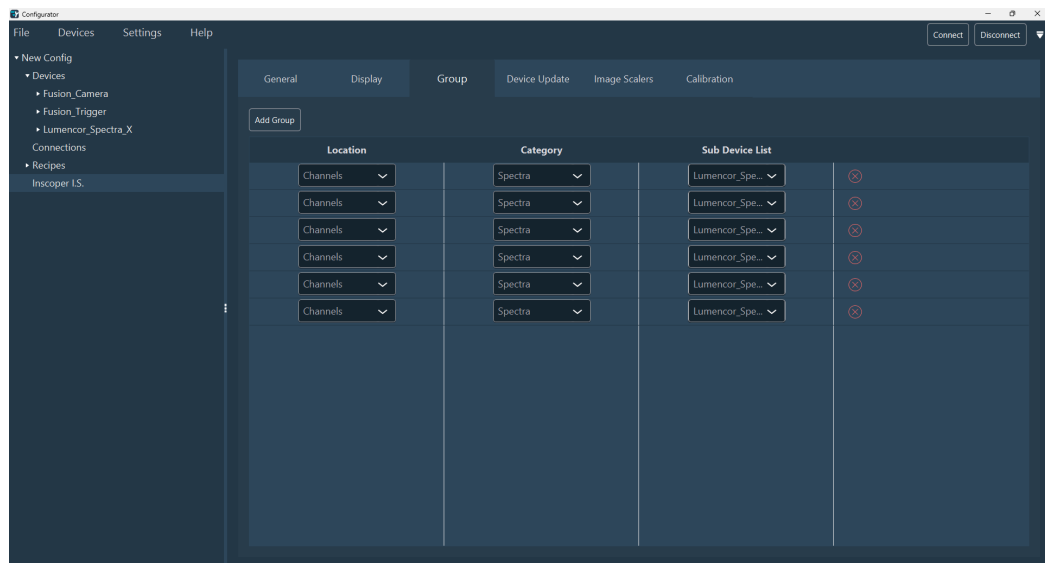 Configurator
File Devices Settings Help
Connect Disconnect
New Config
Devices
Fusion_Camera
Fusion_Trigger
Lumencor_Spectra_X
Connections
Recipes
Inscoper I.S.
General Display Group Device Update Image Scalers Calibration
Add Group
Location Category Sub Device List
Channels Spectra Lumencor_Spe...
Channels Spectra Lumencor_Spe...
Channels Spectra Lumencor_Spe...
Channels Spectra Lumencor_Spe...
Channels Spectra Lumencor_Spe...
Channels Spectra Lumencor_Spe...